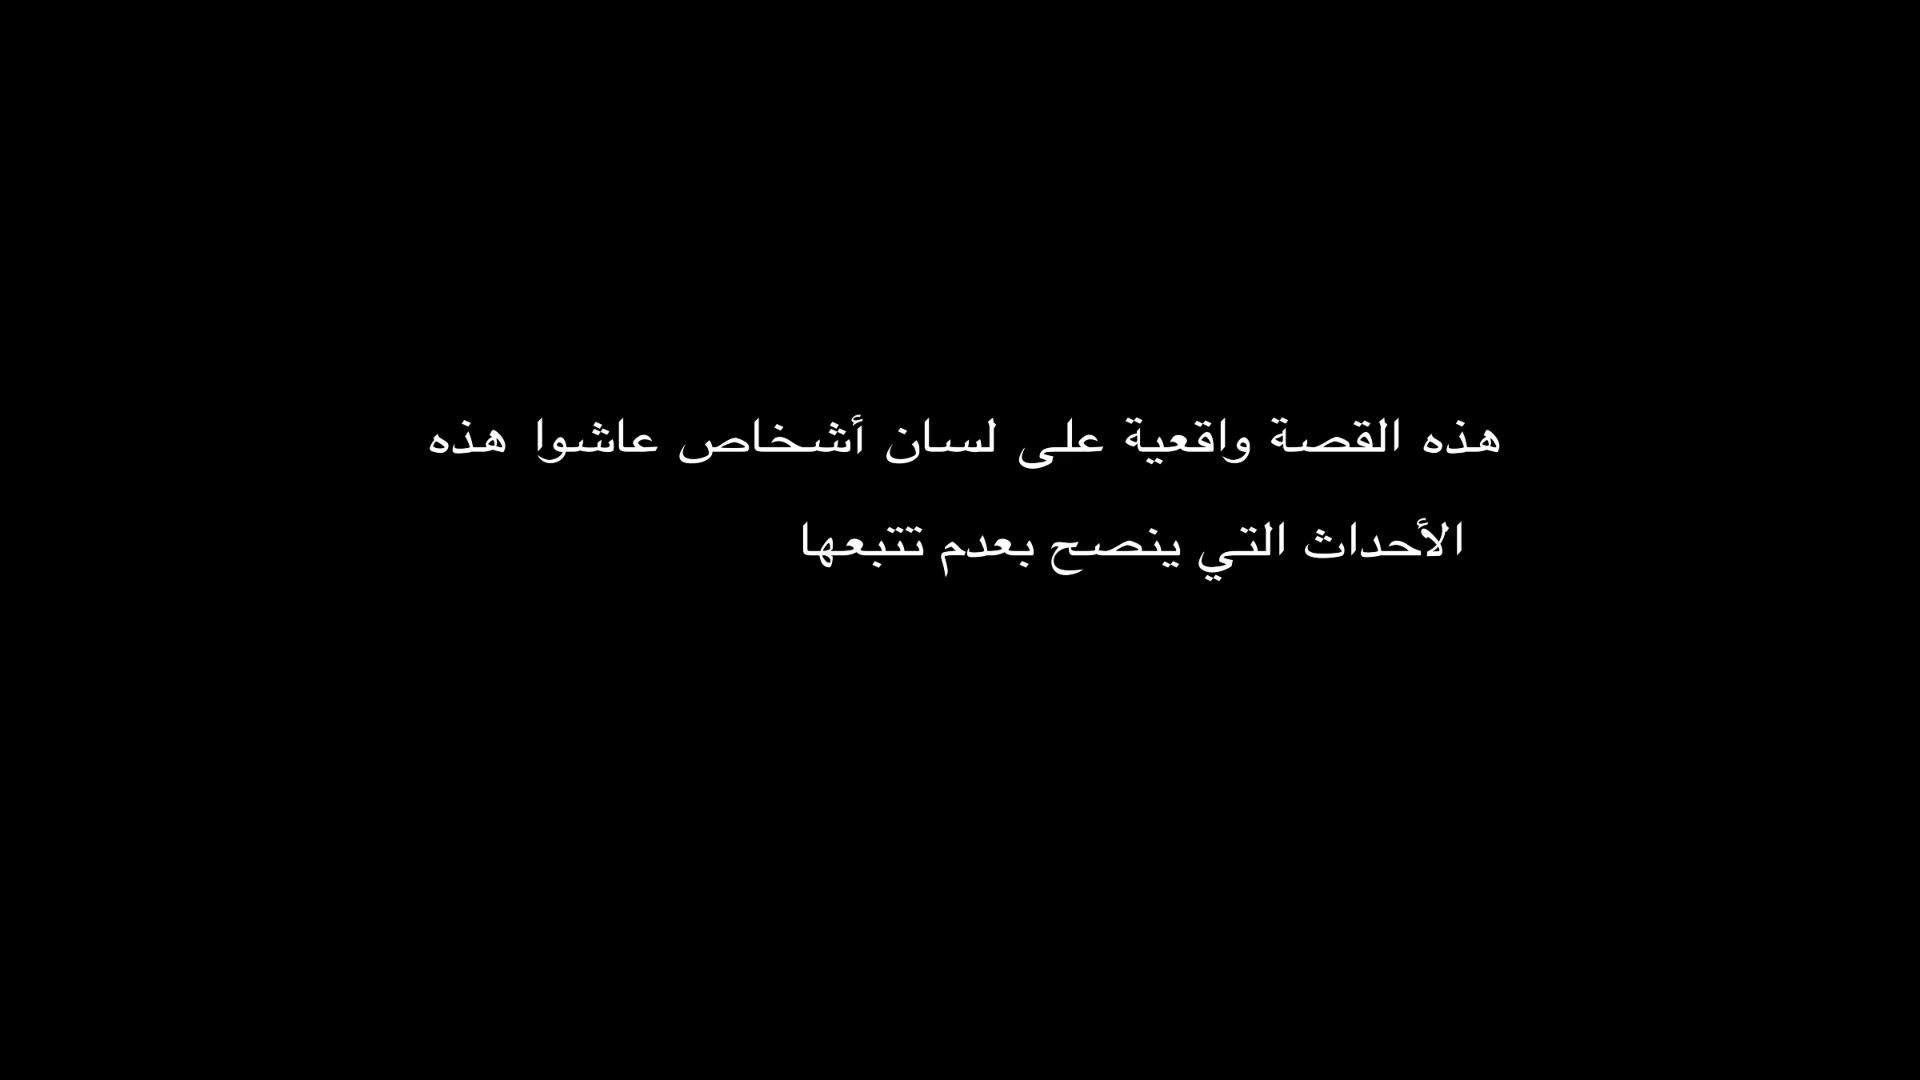 هذه القصة واقعية على لسان أشخاص عاشوا هذه
الأحداث التي ينصح بعدم تتبعها